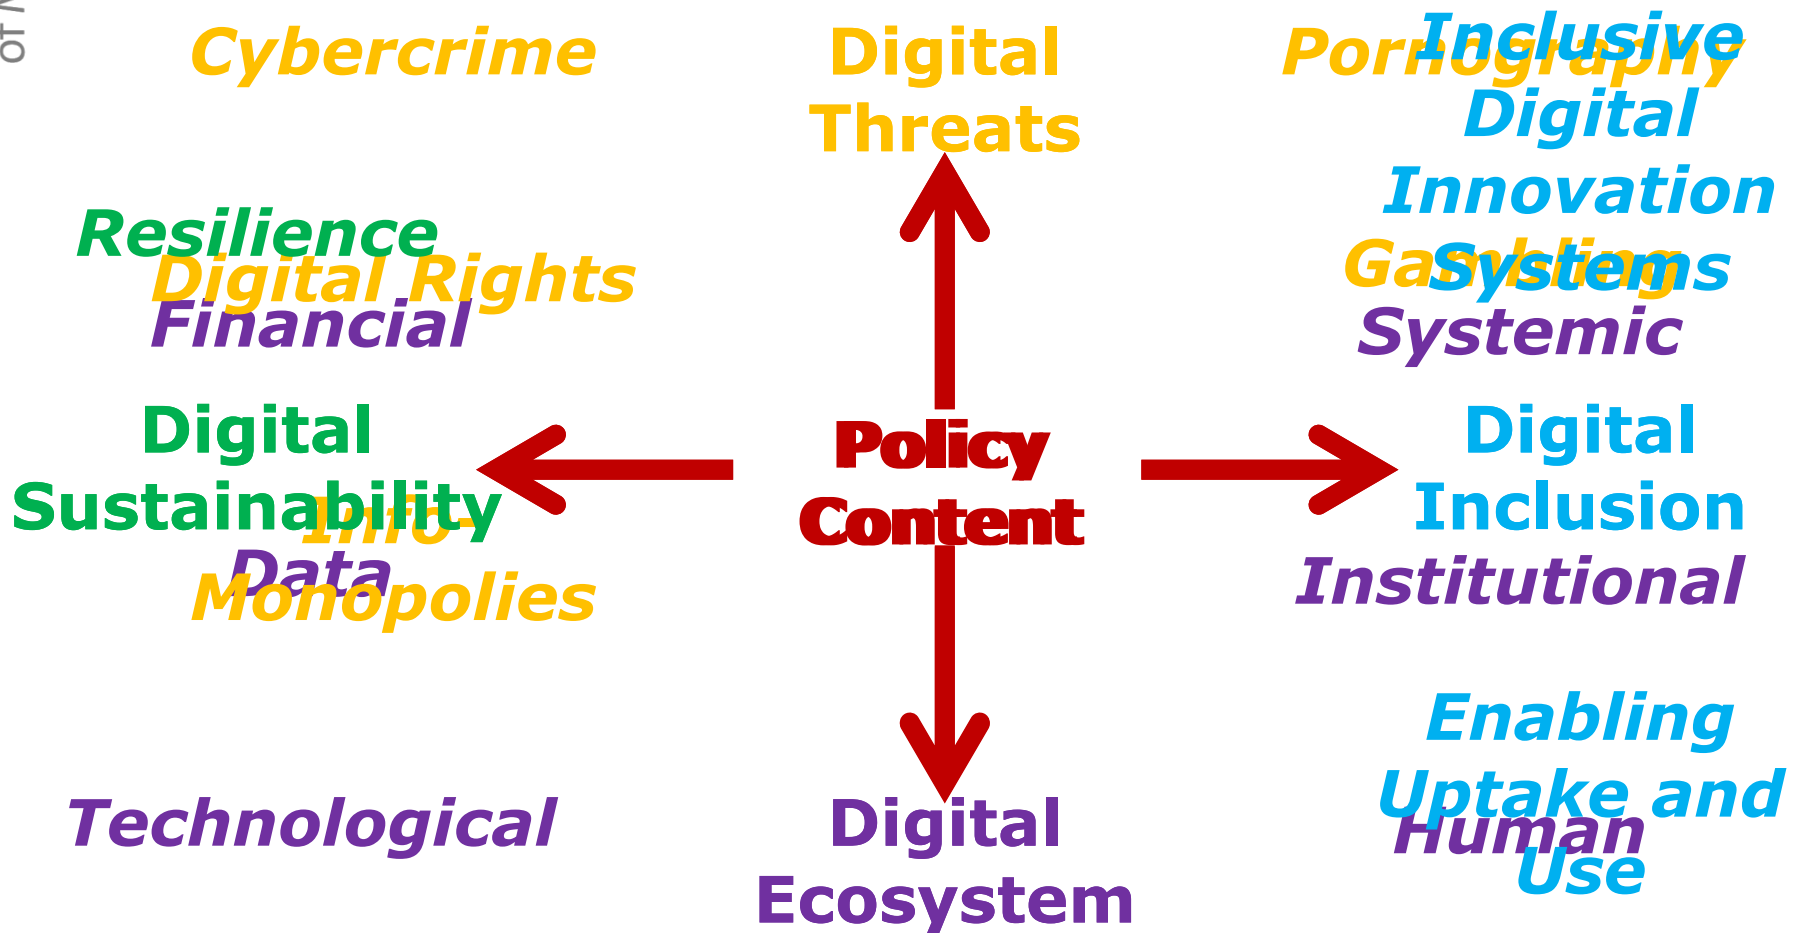 Cybercrime
Digital
Threats
Pornography
Inclusive
Digital
Innovation
Systems
Resilience
Digital Rights
Financial
Gambling
Systemic
Digital
Sustainability
Policy
Content
Digital
Inclusion
Info-
Monopolies
Data
Institutional
Enabling
Uptake and
Use
Technological
Digital
Ecosystem
Human